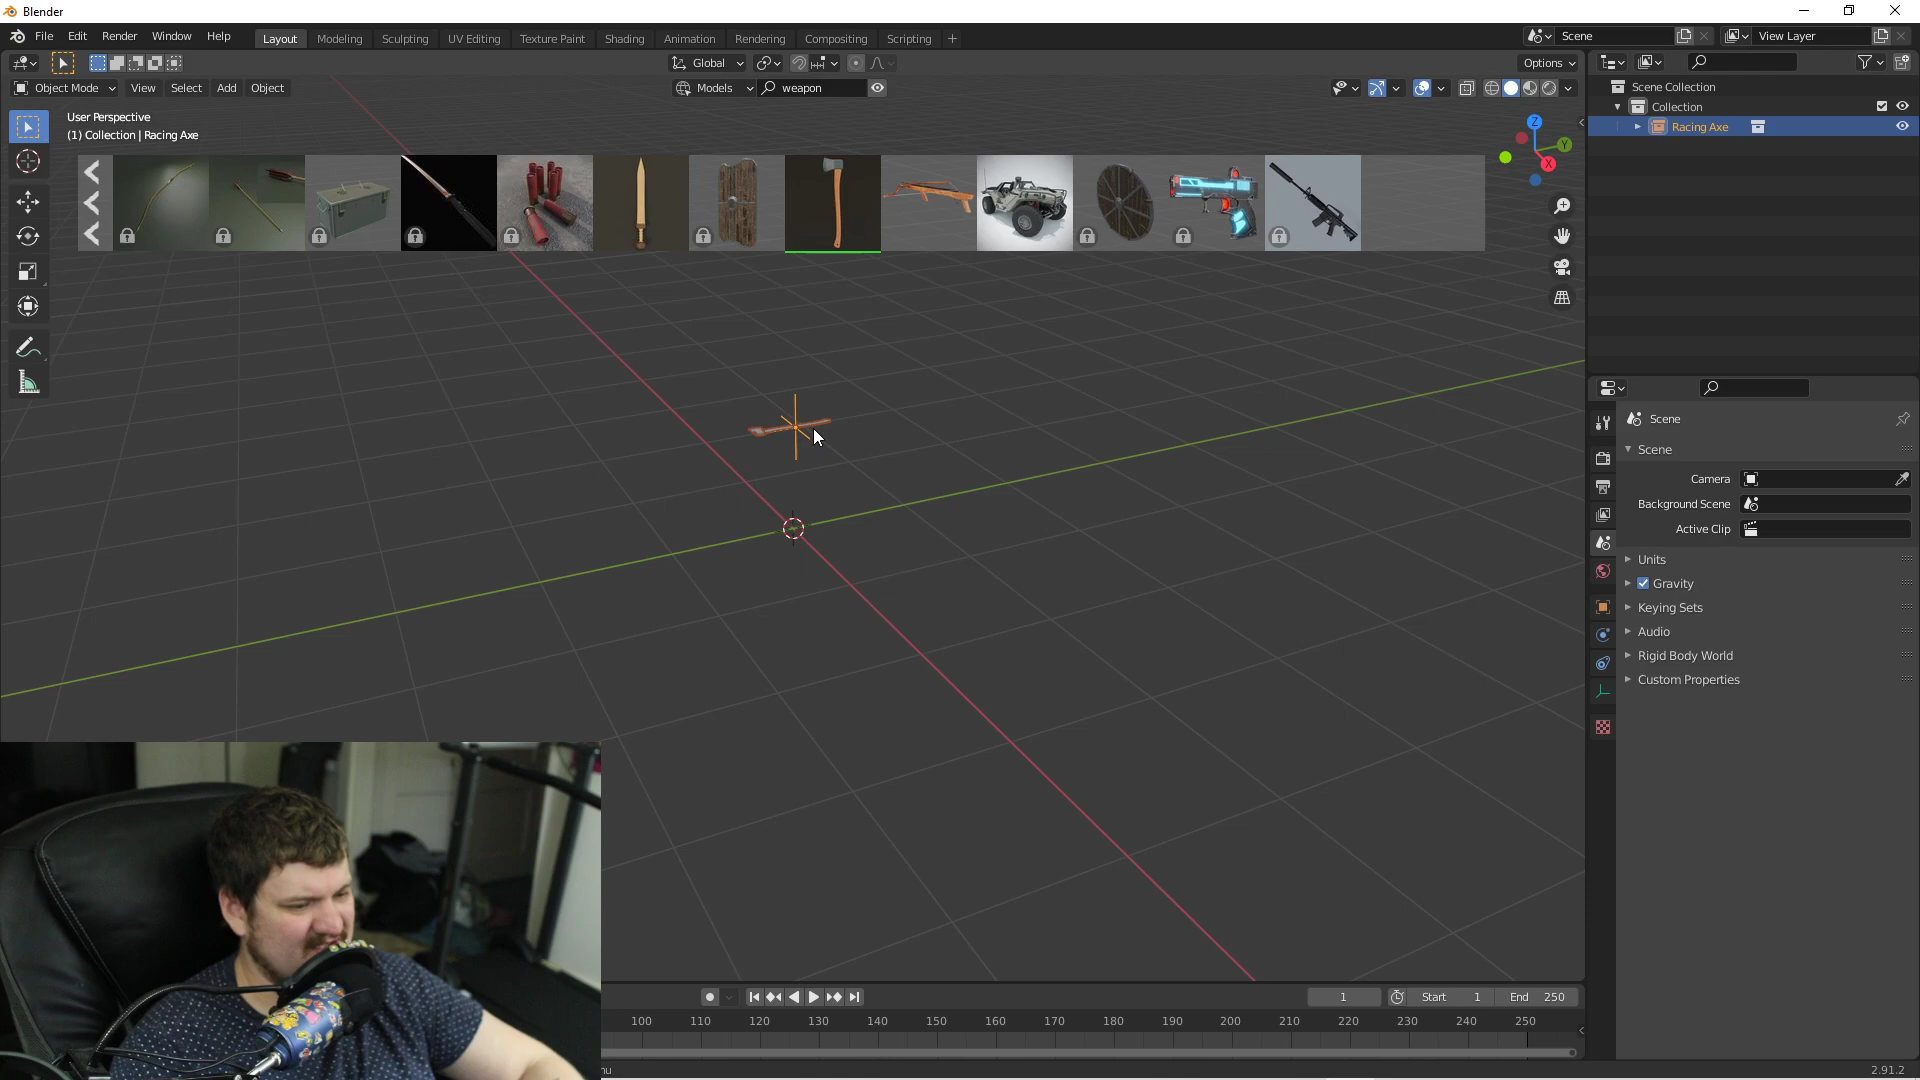 Blender
File Edit Render Window Help
Layout Modeling Sculpting UV Editing Texture Paint Shading Animation Rendering Compositing Scripting +
Scene
View Layer
Global
Options
Object Mode View Select Add Object
Models
weapon
User Perspective
(1) Collection | Racing Axe
Z
Y
X
Scene Collection
Collection
Racing Axe
Scene
Scene
Camera
Background Scene
Active Clip
Units
Gravity
Keying Sets
Audio
Rigid Body World
Custom Properties
1
Start 1
End 250
100 110 120 130 140 150 160 170 180 190 200 210 220 230 240 250
nu
2.91.2